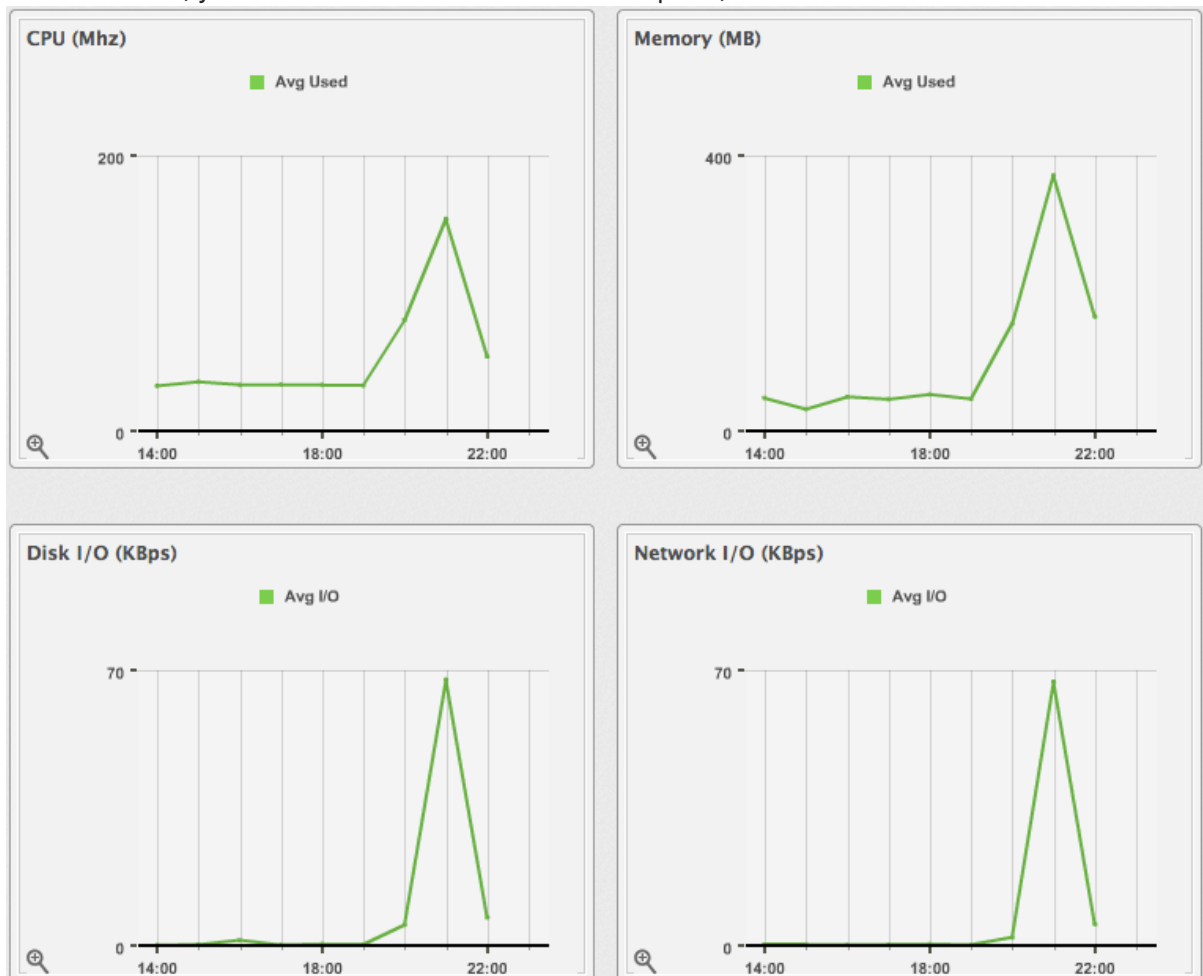 CPU (Mhz)
Avg Used
200
0
14:00 18:00 22:00
Memory (MB)
Avg Used
400
0
14:00 18:00 22:00
Disk I/O (KBps)
Avg I/O
70
0
14:00 18:00 22:00
Network I/O (KBps)
Avg I/O
70
0
14:00 18:00 22:00